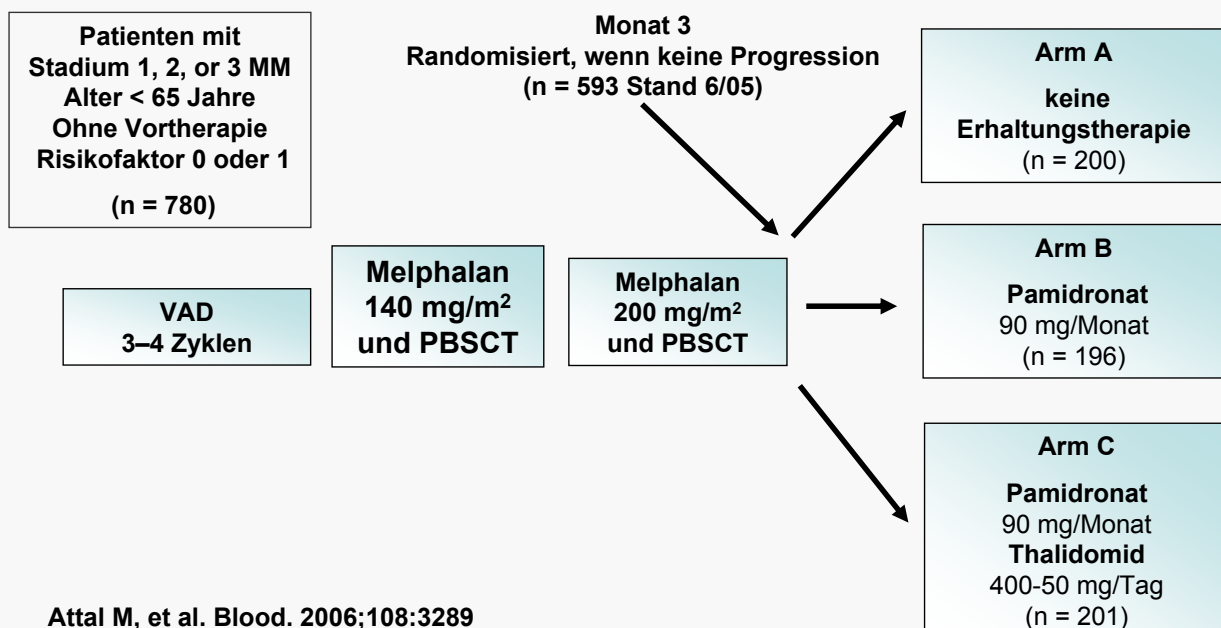 Patienten mit
Stadium 1, 2, or 3 MM
Alter < 65 Jahre
Ohne Vortherapie
Risikofaktor 0 oder 1
(n = 780)
Monat 3
Randomisiert, wenn keine Progression
(n = 593 Stand 6/05)
VAD
3–4 Zyklen
Melphalan
140 mg/m²
und PBSCT
Melphalan
200 mg/m²
und PBSCT
Arm A
keine
Erhaltungstherapie
(n = 200)
Arm B
Pamidronat
90 mg/Monat
(n = 196)
Arm C
Pamidronat
90 mg/Monat
Thalidomid
400-50 mg/Tag
(n = 201)
Attal M, et al. Blood. 2006;108:3289